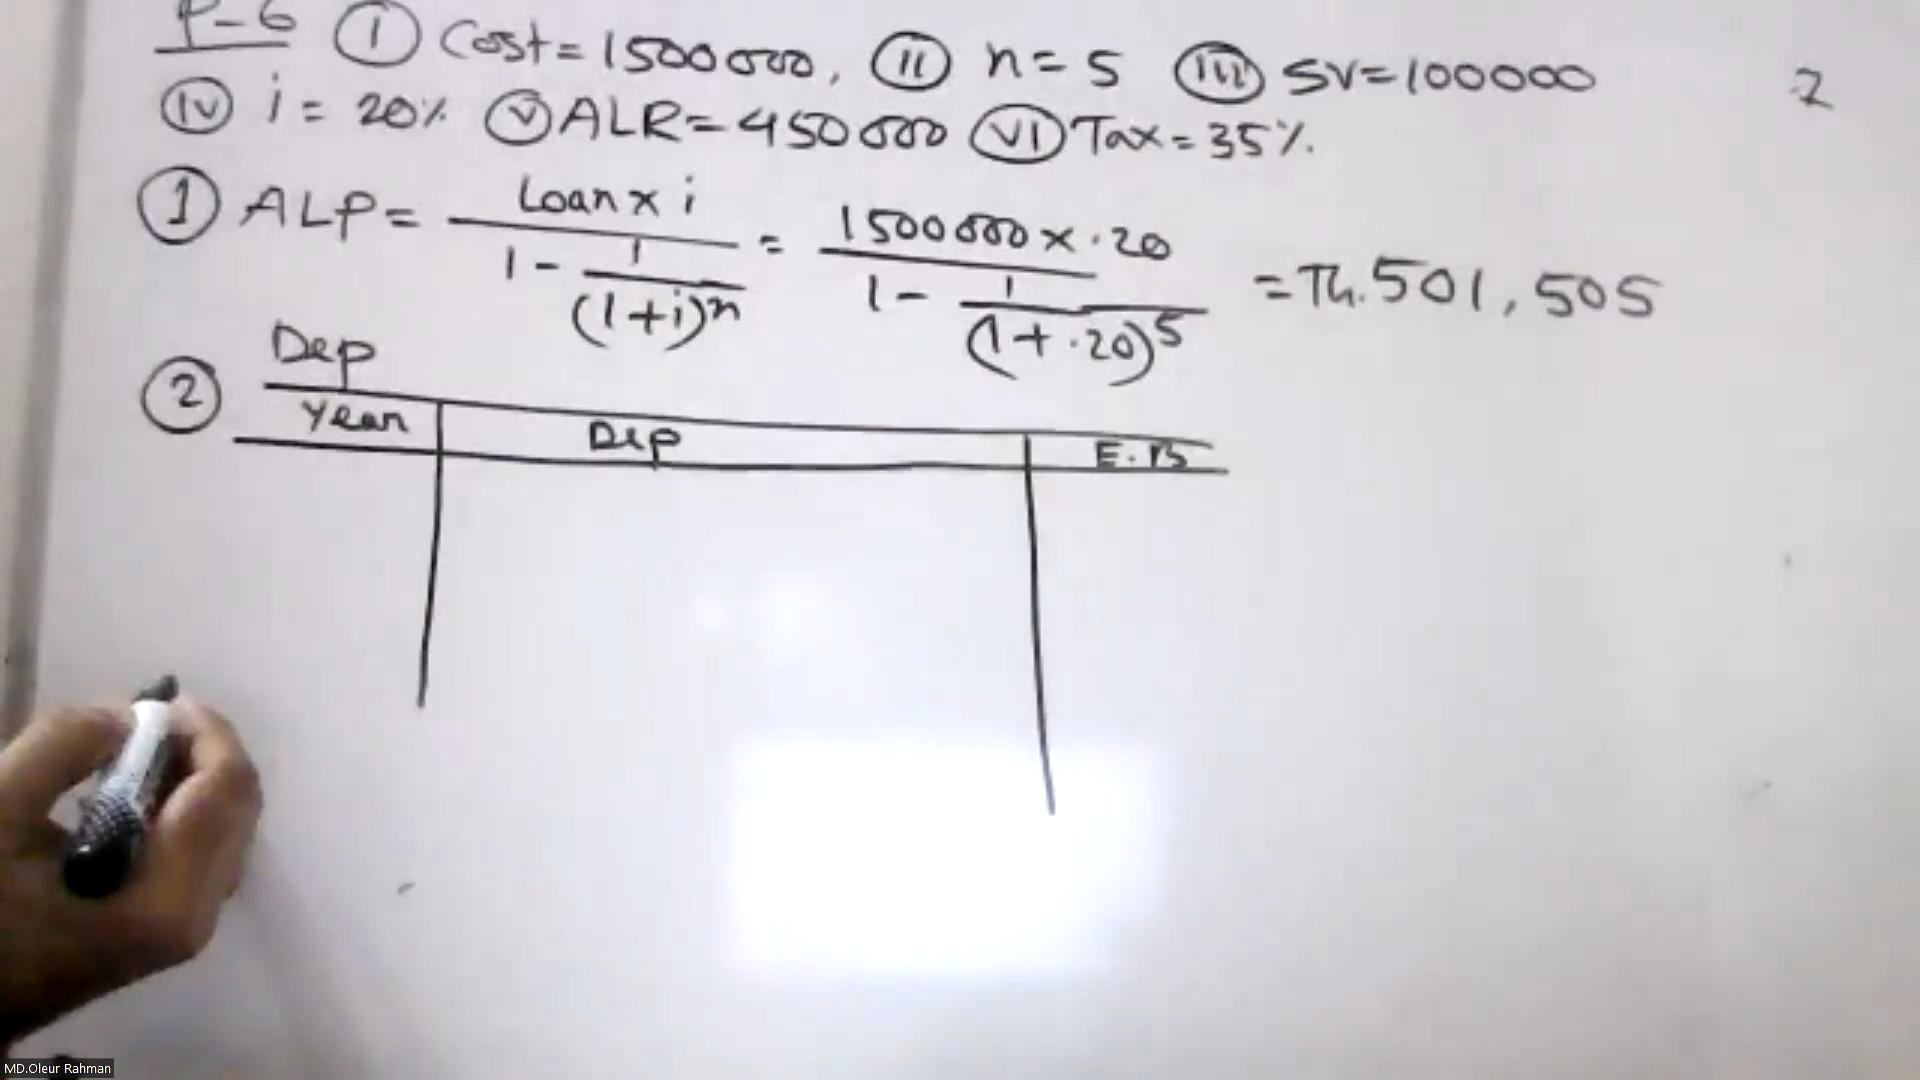 P-6 (I) Cost = 1500000, (II) n = 5 (III) SV=100000
(IV) i = 20% (V) ALR=450000 (VI) Tax=35%.
(1) ALP = Loan x i / 1 - 1/(1+i)^n = 1500000 x .20 / 1 - 1/(1+.20)^5 = Tk. 501,505
(2) Dep
Year Dep E.B
MD.Oleur Rahman